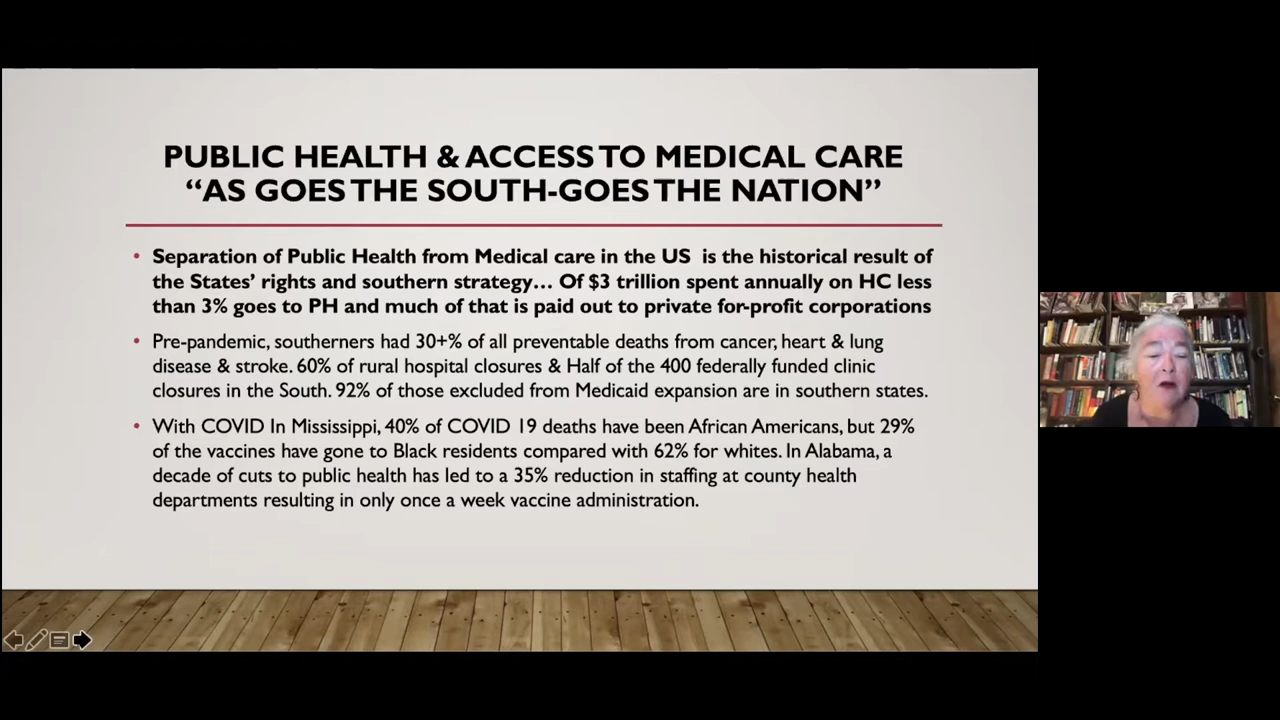 PUBLIC HEALTH & ACCESS TO MEDICAL CARE
“AS GOES THE SOUTH-GOES THE NATION”
• Separation of Public Health from Medical care in the US is the historical result of
the States’ rights and southern strategy… Of $3 trillion spent annually on HC less
than 3% goes to PH and much of that is paid out to private for-profit corporations
• Pre-pandemic, southerners had 30+% of all preventable deaths from cancer, heart & lung
disease & stroke. 60% of rural hospital closures & Half of the 400 federally funded clinic
closures in the South. 92% of those excluded from Medicaid expansion are in southern states.
• With COVID In Mississippi, 40% of COVID 19 deaths have been African Americans, but 29%
of the vaccines have gone to Black residents compared with 62% for whites. In Alabama, a
decade of cuts to public health has led to a 35% reduction in staffing at county health
departments resulting in only once a week vaccine administration.